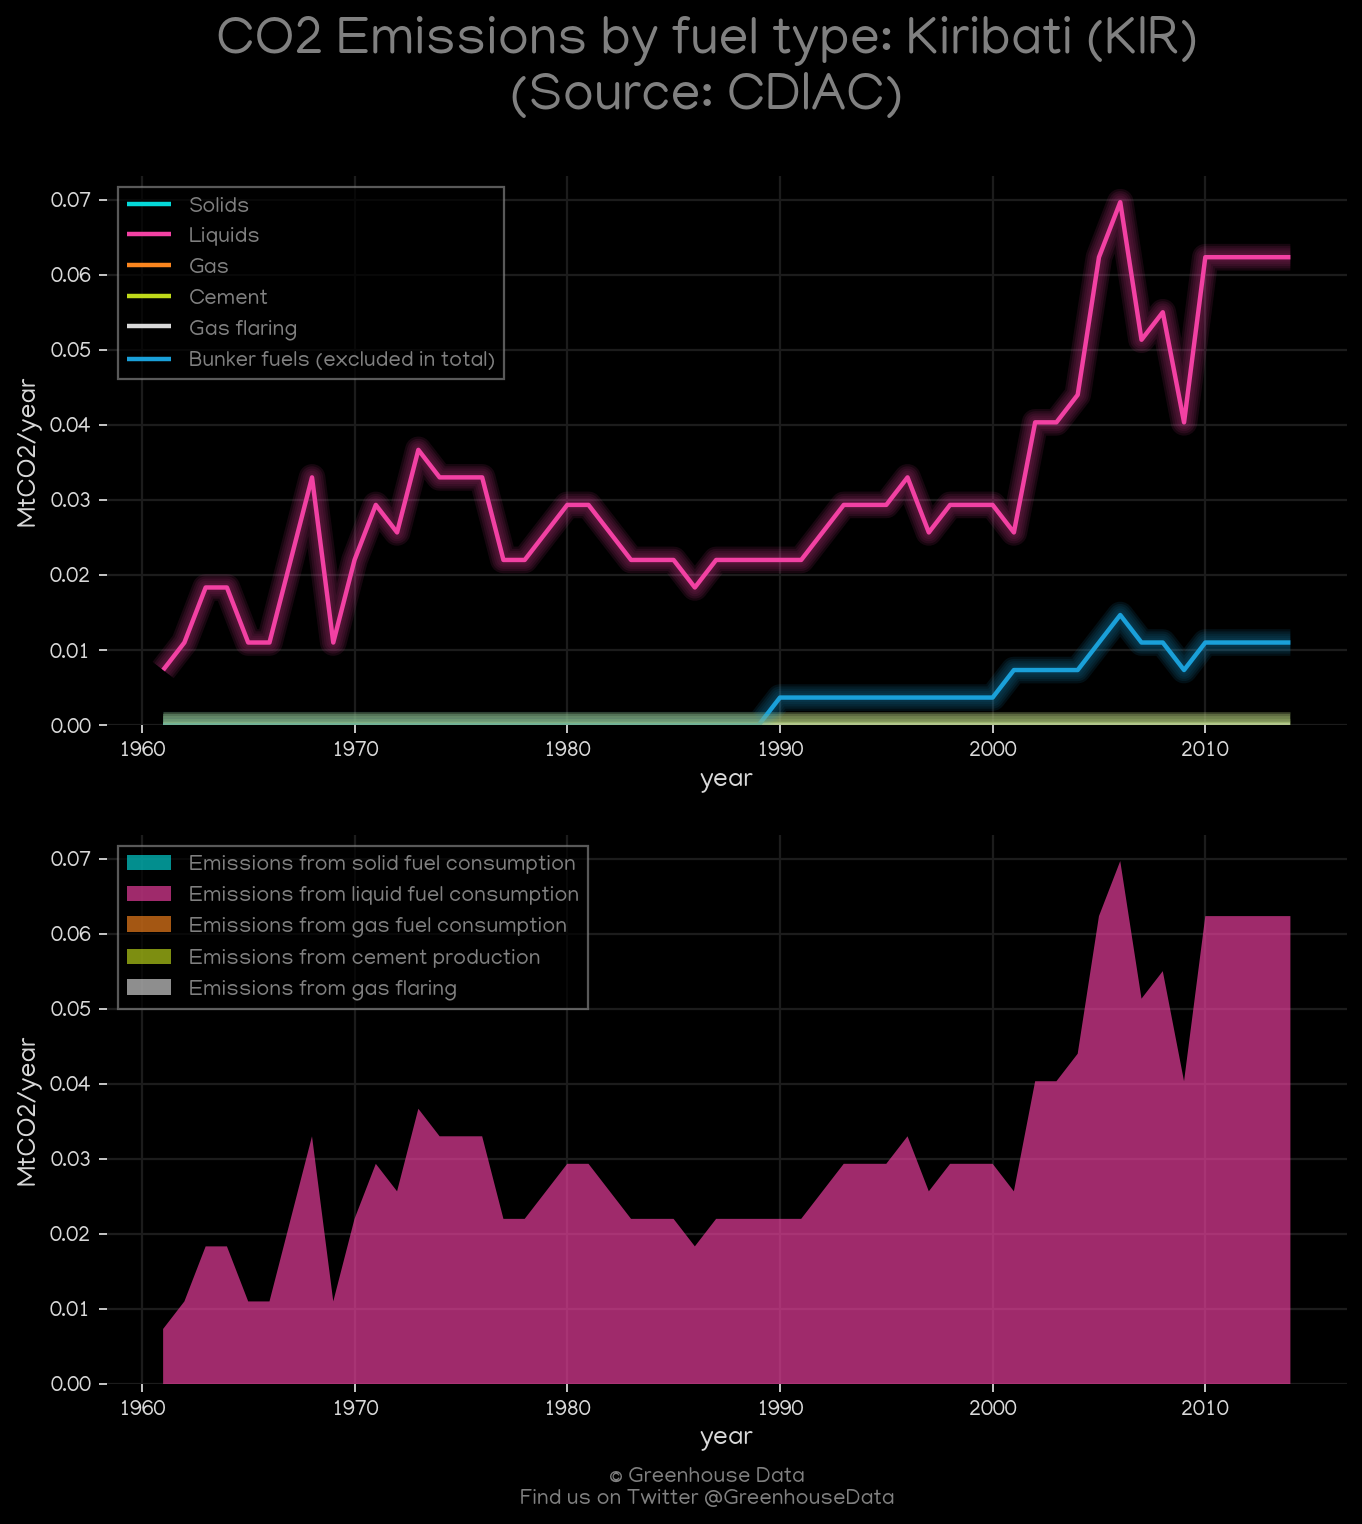 CO2 Emissions by fuel type: Kiribati (KIR)
(Source: CDIAC)
0.07
0.06
0.05
0.04
0.03
0.02
0.01
0.00
MtCO2/year
Solids
Liquids
Gas
Cement
Gas flaring
Bunker fuels (excluded in total)
1960 1970 1980 1990 2000 2010
year
0.07
0.06
0.05
0.04
0.03
0.02
0.01
0.00
MtCO2/year
Emissions from solid fuel consumption
Emissions from liquid fuel consumption
Emissions from gas fuel consumption
Emissions from cement production
Emissions from gas flaring
1960 1970 1980 1990 2000 2010
year
© Greenhouse Data
Find us on Twitter @GreenhouseData